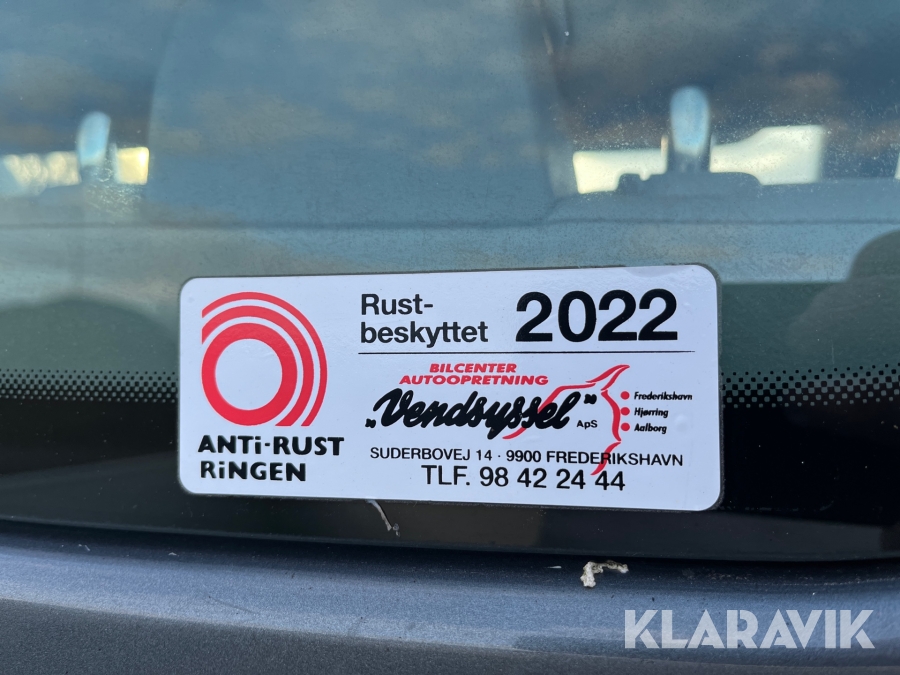 Rust-
beskyttet 2022
BILCENTER
AUTOOPRETNING
„Vendsyssel” ApS
Frederikshavn
Hjørring
Aalborg
SUDERBOVEJ 14 · 9900 FREDERIKSHAVN
TLF. 98 42 24 44
ANTi-RUST
RiNGEN
KLARAVIK